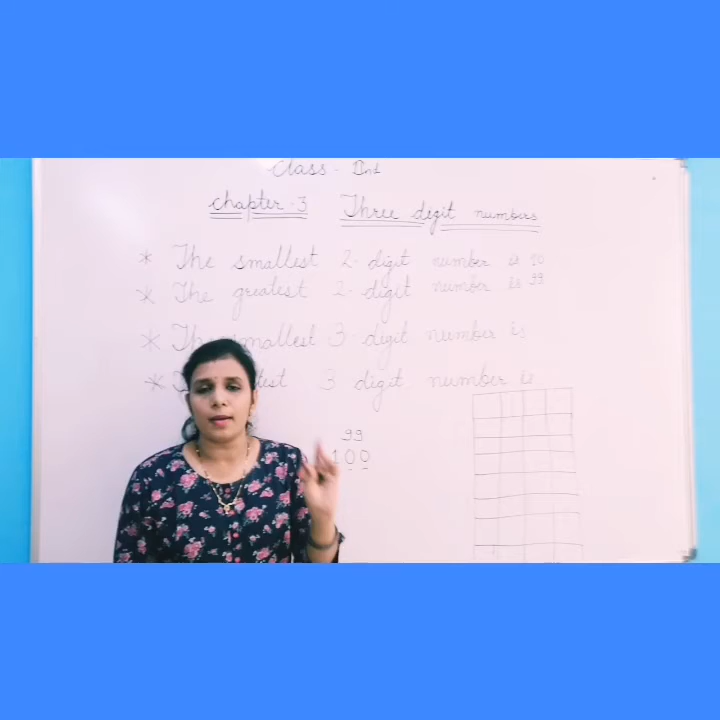 Class - Ist
Chapter - 3 Three digit numbers
* The smallest 2-digit number is 10
* The greatest 2-digit number is 99
* The smallest 3-digit number is
* 3 digit number is
99
100